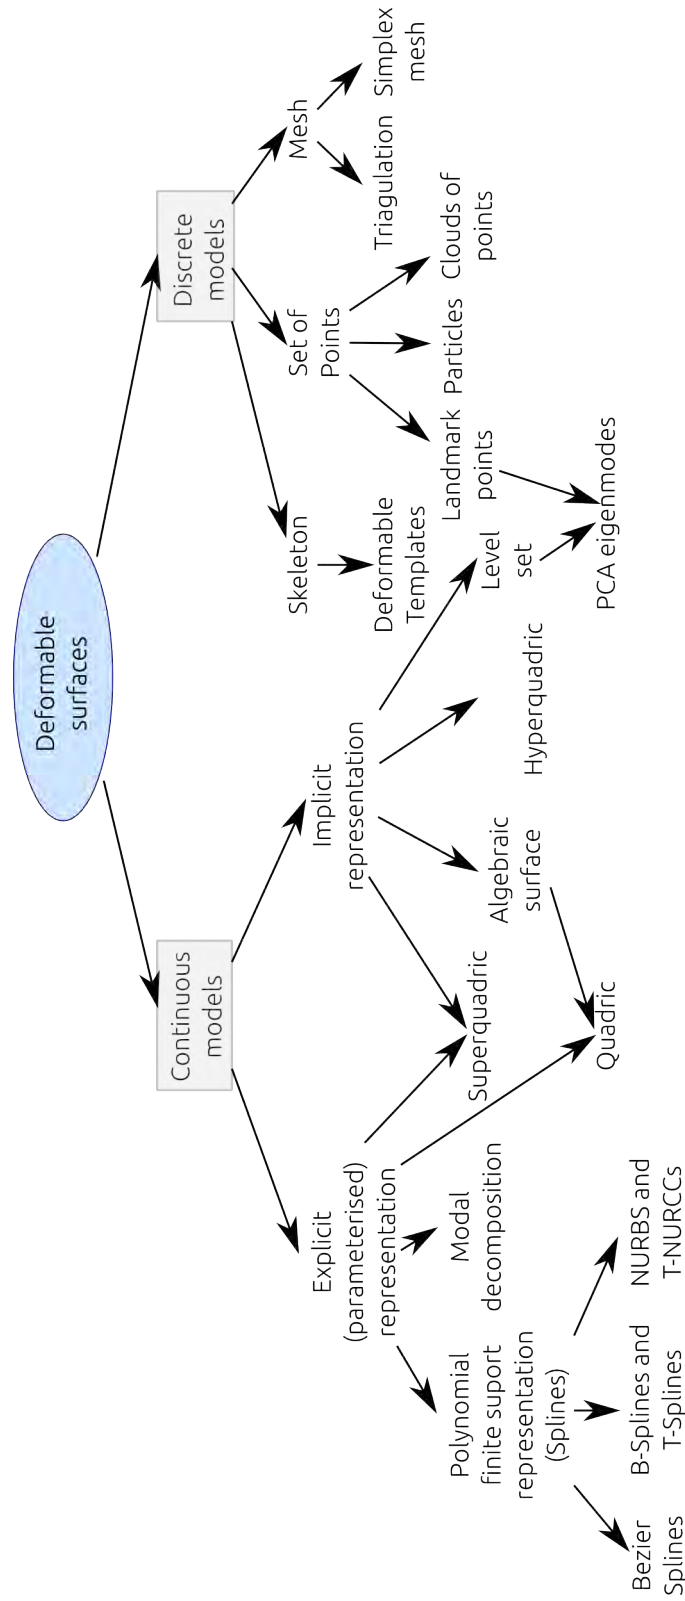 Deformable
surfaces
Continuous
models
Discrete
models
Explicit
(parameterised)
representation
Implicit
representation
Skeleton
Set of
Points
Mesh
Polynomial
finite suport
representation
(Splines)
Modal
decomposition
Superquadric
Algebraic
surface
Hyperquadric
Level
set
Deformable
Templates
Landmark
points
Particles
Clouds of
points
Triagulation
Simplex
mesh
Bezier
Splines
B-Splines and
T-Splines
NURBS and
T-NURCCs
Quadric
PCA eigenmodes